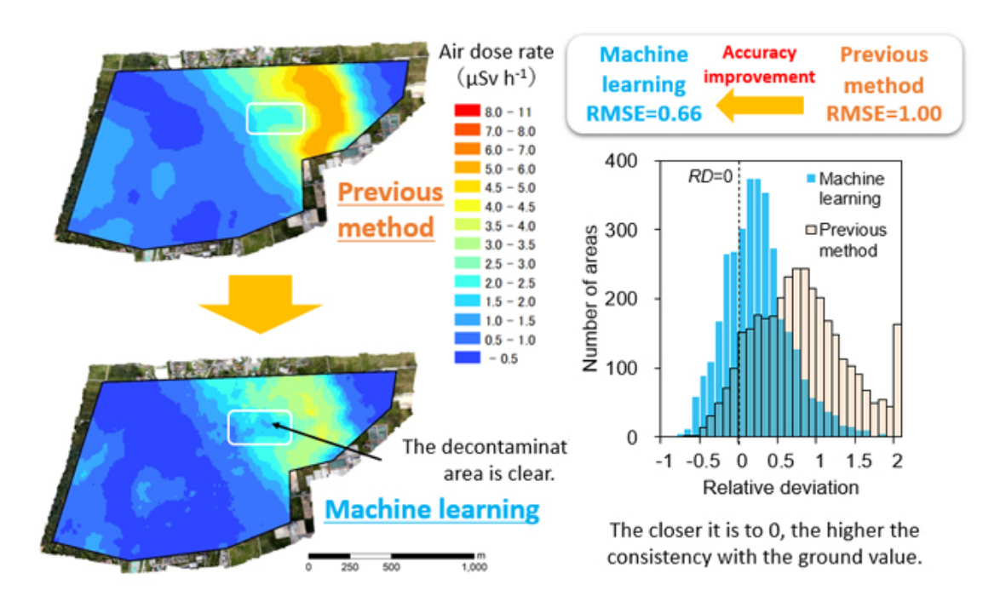 Air dose rate
(μSv h-1)
8.0 – 11
7.0 – 8.0
6.0 – 7.0
5.0 – 6.0
4.5 – 5.0
4.0 – 4.5
3.5 – 4.0
3.0 – 3.5
2.5 – 3.0
2.0 – 2.5
1.5 – 2.0
1.0 – 1.5
0.5 – 1.0
– 0.5
Previous
method
The decontaminat
area is clear.
Machine learning
0 250 500 1,000
m
Machine
learning
RMSE=0.66
Accuracy
improvement
Previous
method
RMSE=1.00
RD=0
Machine
learning
Previous
method
Number of areas
400
300
200
100
0
-1 -0.5 0 0.5 1 1.5 2
Relative deviation
The closer it is to 0, the higher the
consistency with the ground value.